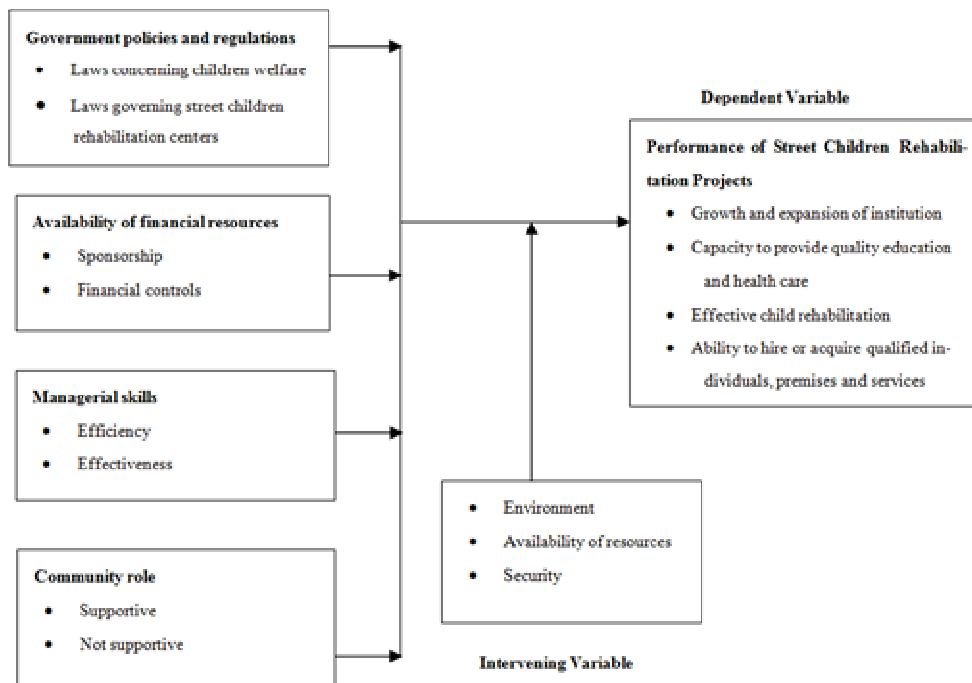 Government policies and regulations
• Laws concerning children welfare
• Laws governing street children
rehabilitation centers
Availability of financial resources
• Sponsorship
• Financial controls
Managerial skills
• Efficiency
• Effectiveness
Community role
• Supportive
• Not supportive
Dependent Variable
Performance of Street Children Rehabili-
tation Projects
• Growth and expansion of institution
• Capacity to provide quality education
and health care
• Effective child rehabilitation
• Ability to hire or acquire qualified in-
dividuals, premises and services
• Environment
• Availability of resources
• Security
Intervening Variable